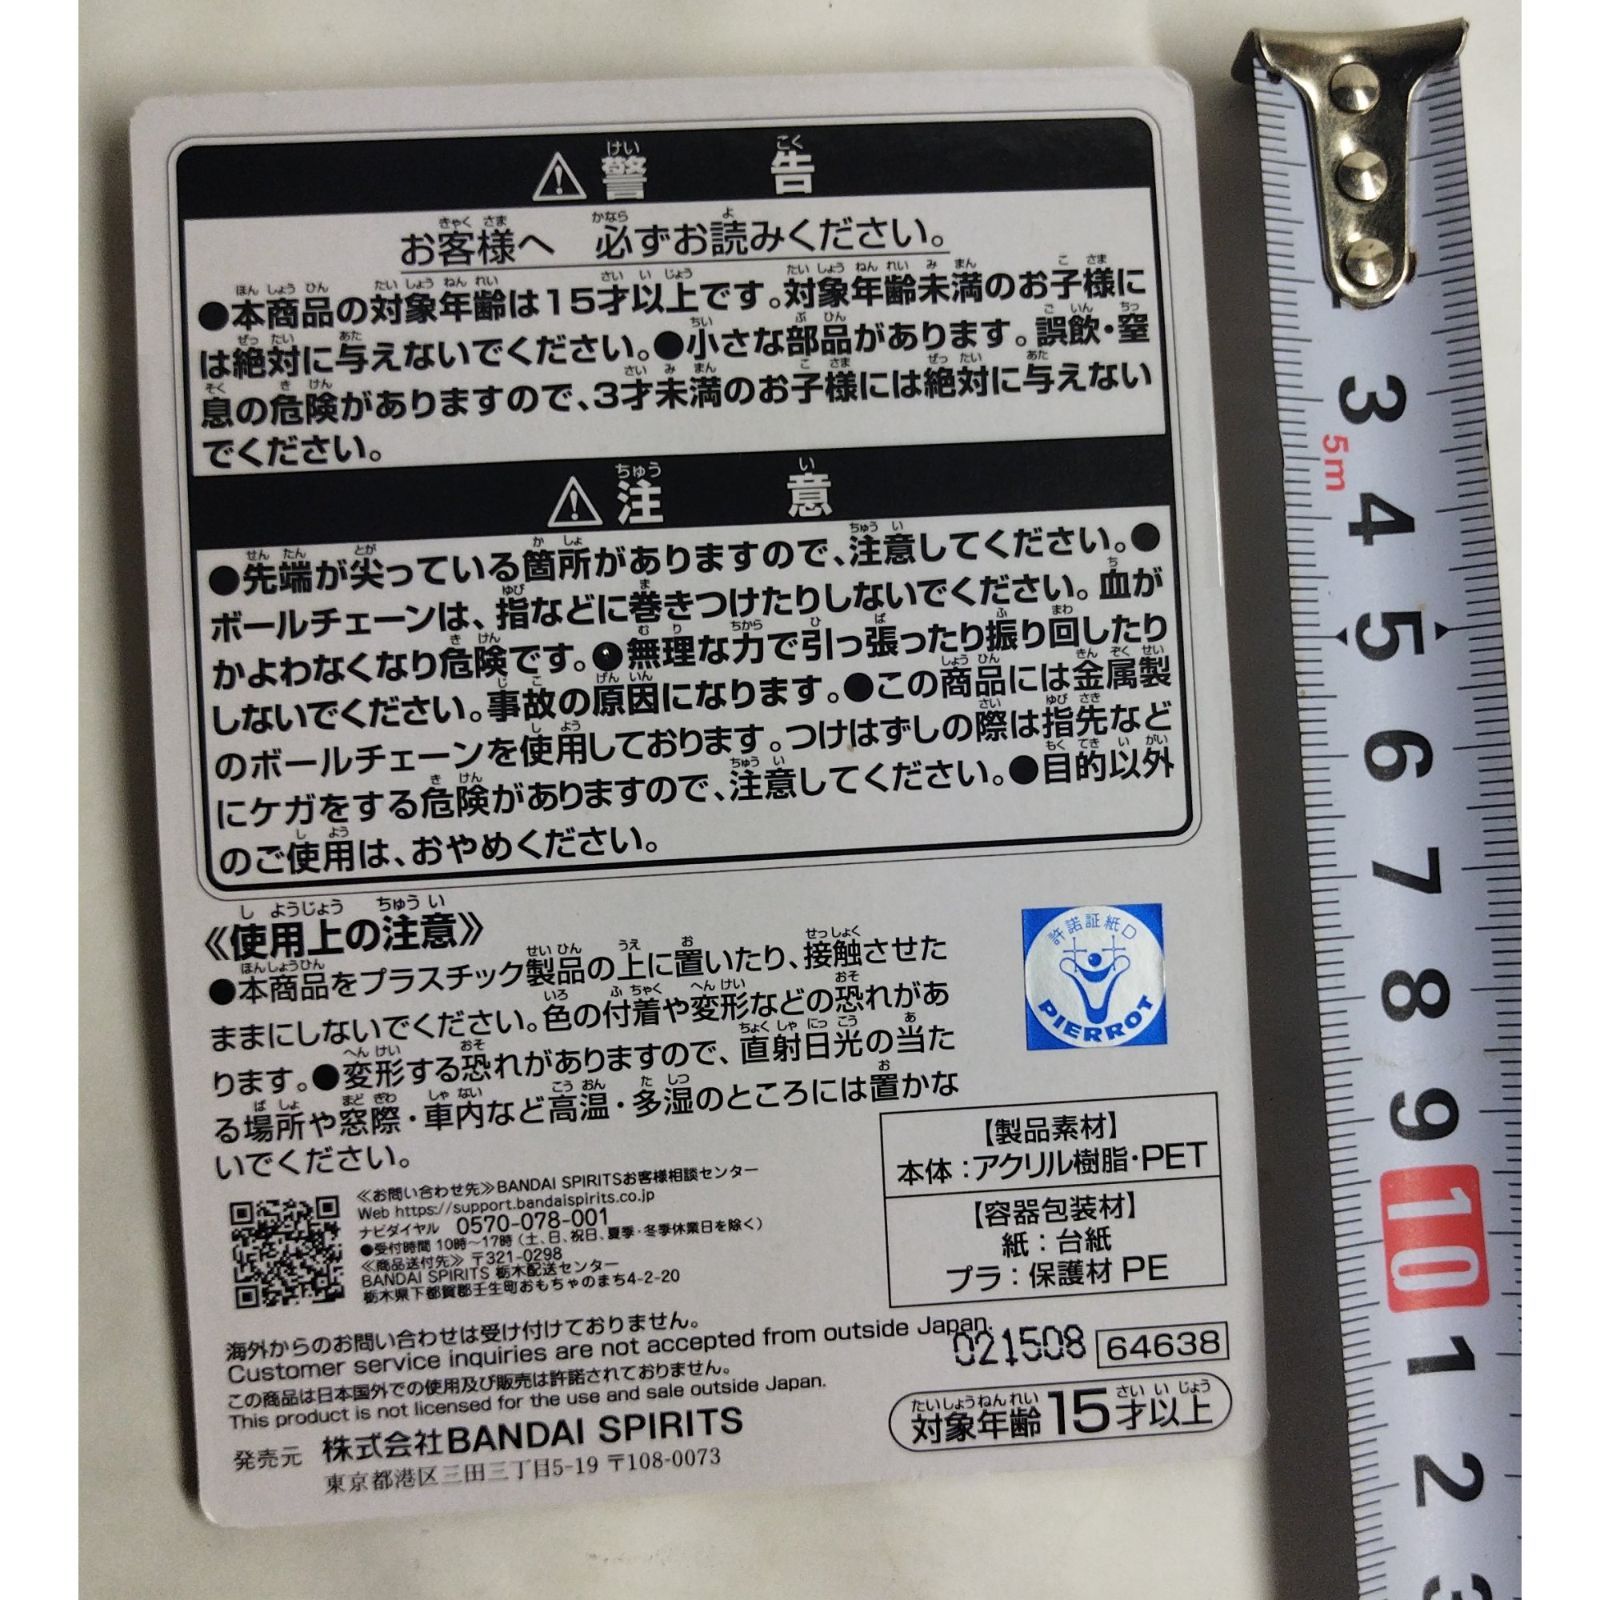 ⚠警告
お客様へ 必ずお読みください。
●本商品の対象年齢は15才以上です。対象年齢未満のお子様に
は絶対に与えないでください。●小さな部品があります。誤飲・窒
息の危険がありますので、3才未満のお子様には絶対に与えない
でください。
⚠注意
●先端が尖っている箇所がありますので、注意してください。●
ボールチェーンは、指などに巻きつけたりしないでください。血が
かよわなくなり危険です。●無理な力で引っ張ったり振り回したり
しないでください。事故の原因になります。●この商品には金属製
のボールチェーンを使用しております。つけはずしの際は指先など
にケガをする危険がありますので、注意してください。●目的以外
のご使用は、おやめください。
《使用上の注意》
●本商品をプラスチック製品の上に置いたり、接触させた
ままにしないでください。色の付着や変形などの恐れがあ
ります。●変形する恐れがありますので、直射日光の当た
る場所や窓際・車内など高温・多湿のところには置かな
いでください。
許諾証紙D
PIERROT
【製品素材】
本体：アクリル樹脂・PET
【容器包装材】
紙：台紙
プラ：保護材 PE
≪お問い合わせ先≫BANDAI SPIRITSお客様相談センター
Web https://support.bandaispirits.co.jp
ナビダイヤル 0570-078-001
●受付時間 10時〜17時（土、日、祝日、夏季・冬季休業日を除く）
≪商品送付先≫ 〒321-0298
BANDAI SPIRITS 栃木配送センター
栃木県下都賀郡壬生町おもちゃのまち4-2-20
海外からのお問い合わせは受け付けておりません。
Customer service inquiries are not accepted from outside Japan.
この商品は日本国外での使用及び販売は許諾されておりません。
This product is not licensed for the use and sale outside Japan.
021508 64638
対象年齢15才以上
発売元 株式会社BANDAI SPIRITS
東京都港区三田三丁目5-19 〒108-0073
3
5m
4
5
6
7
8
9
10
1
2
3